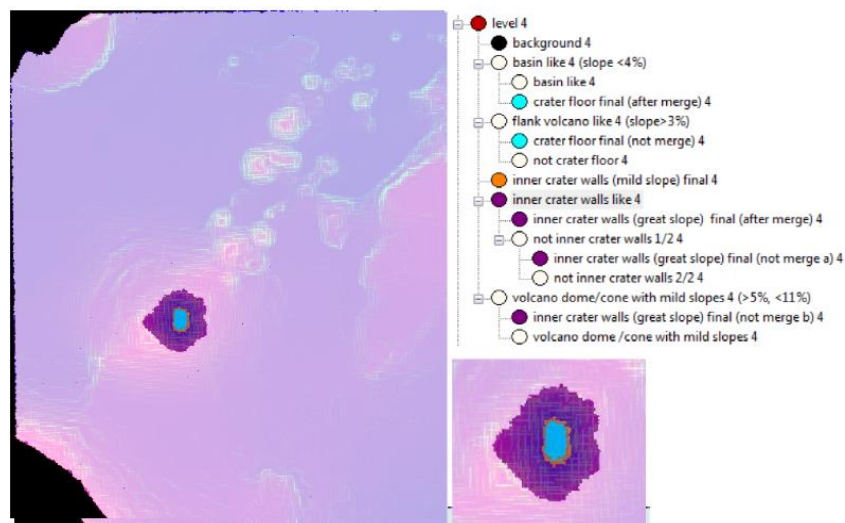 level 4
background 4
basin like 4 (slope <4%)
basin like 4
crater floor final (after merge) 4
flank volcano like 4 (slope>3%)
crater floor final (not merge) 4
not crater floor 4
inner crater walls (mild slope) final 4
inner crater walls like 4
inner crater walls (great slope)  final (after merge) 4
not inner crater walls 1/2 4
inner crater walls (great slope) final (not merge a) 4
not inner crater walls 2/2 4
volcano dome/cone with mild slopes 4 (>5%, <11%)
inner crater walls (great slope) final (not merge b) 4
volcano dome /cone with mild slopes 4